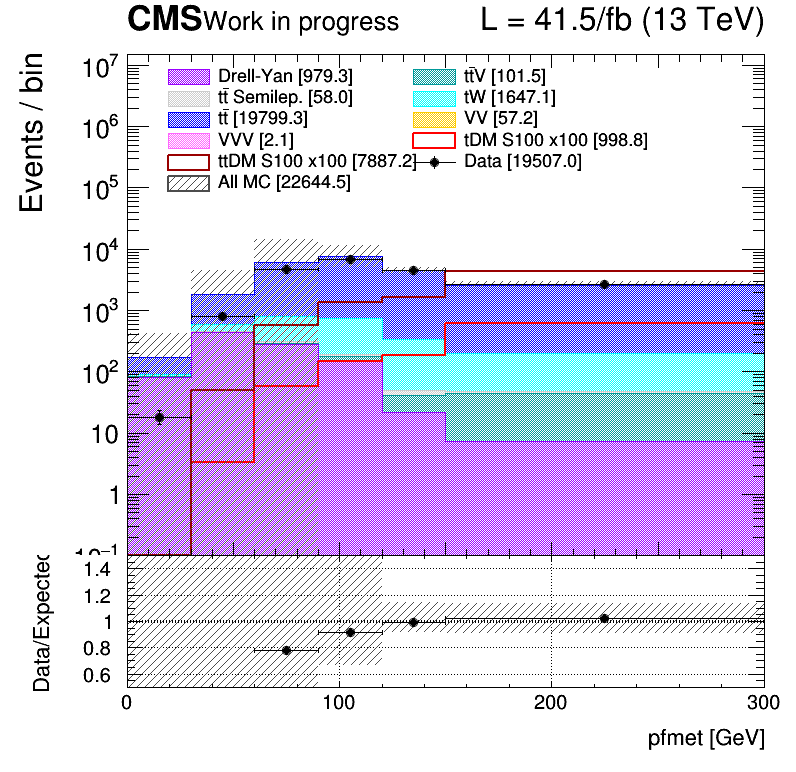 CMS Work in progress L = 41.5/fb (13 TeV)
Events / bin
10⁷
10⁶
10⁵
10⁴
10³
10²
10
1
10⁻¹
Drell-Yan [979.3] tt̄V [101.5]
tt̄ Semilep. [58.0] tW [1647.1]
tt̄ [19799.3] VV [57.2]
VVV [2.1] tDM S100 x100 [998.8]
ttDM S100 x100 [7887.2] Data [19507.0]
All MC [22644.5]
Data/Expected
1.4
1.2
1
0.8
0.6
0 100 200 300
pfmet [GeV]